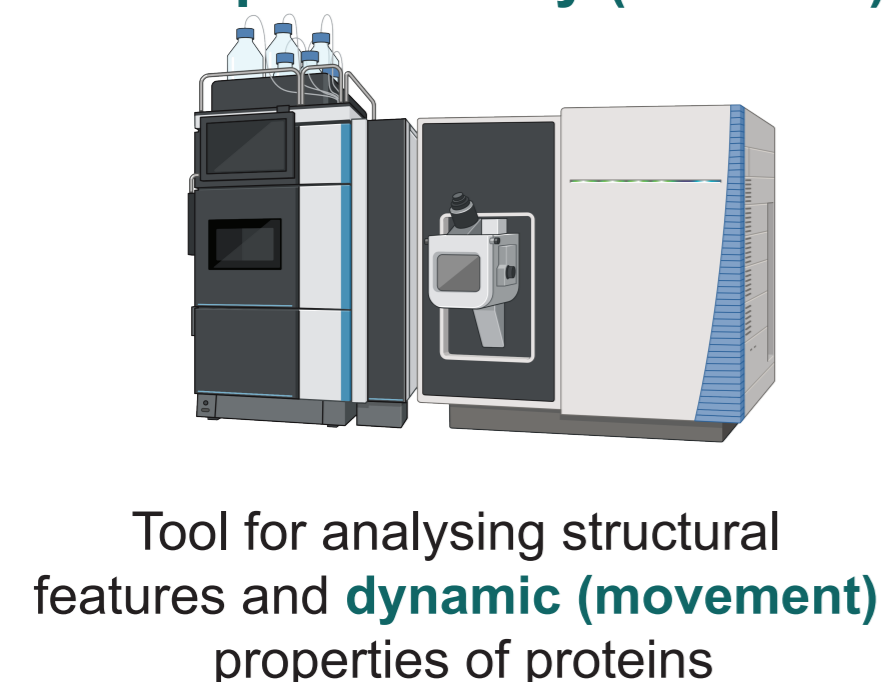 Tool for analysing structural
features and dynamic (movement)
properties of proteins